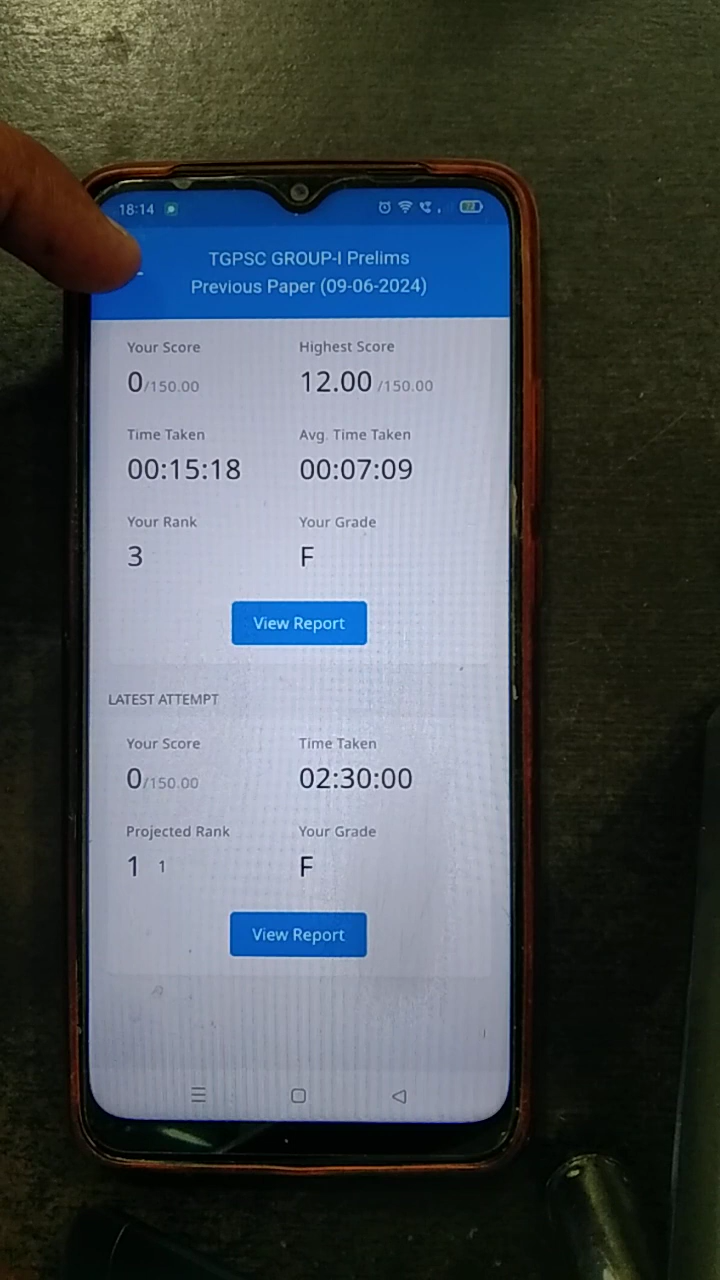 18:14
TGPSC GROUP-I Prelims
Previous Paper (09-06-2024)
Your Score Highest Score
0/150.00 12.00 /150.00
Time Taken Avg. Time Taken
00:15:18 00:07:09
Your Rank Your Grade
3 F
View Report
LATEST ATTEMPT
Your Score Time Taken
0/150.00 02:30:00
Projected Rank Your Grade
1 1 F
View Report